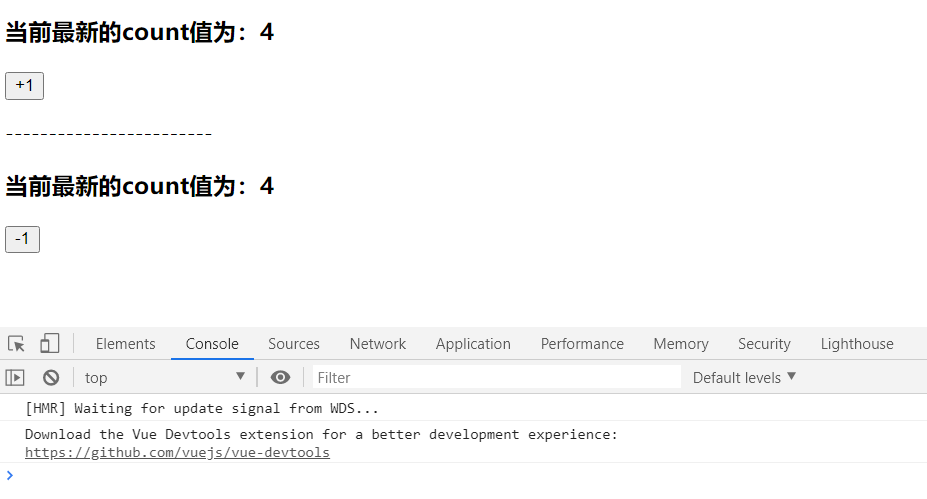 当前最新的count值为：4
+1
------------------------
当前最新的count值为：4
-1
Elements Console Sources Network Application Performance Memory Security Lighthouse
top Filter Default levels
[HMR] Waiting for update signal from WDS...
Download the Vue Devtools extension for a better development experience:
https://github.com/vuejs/vue-devtools